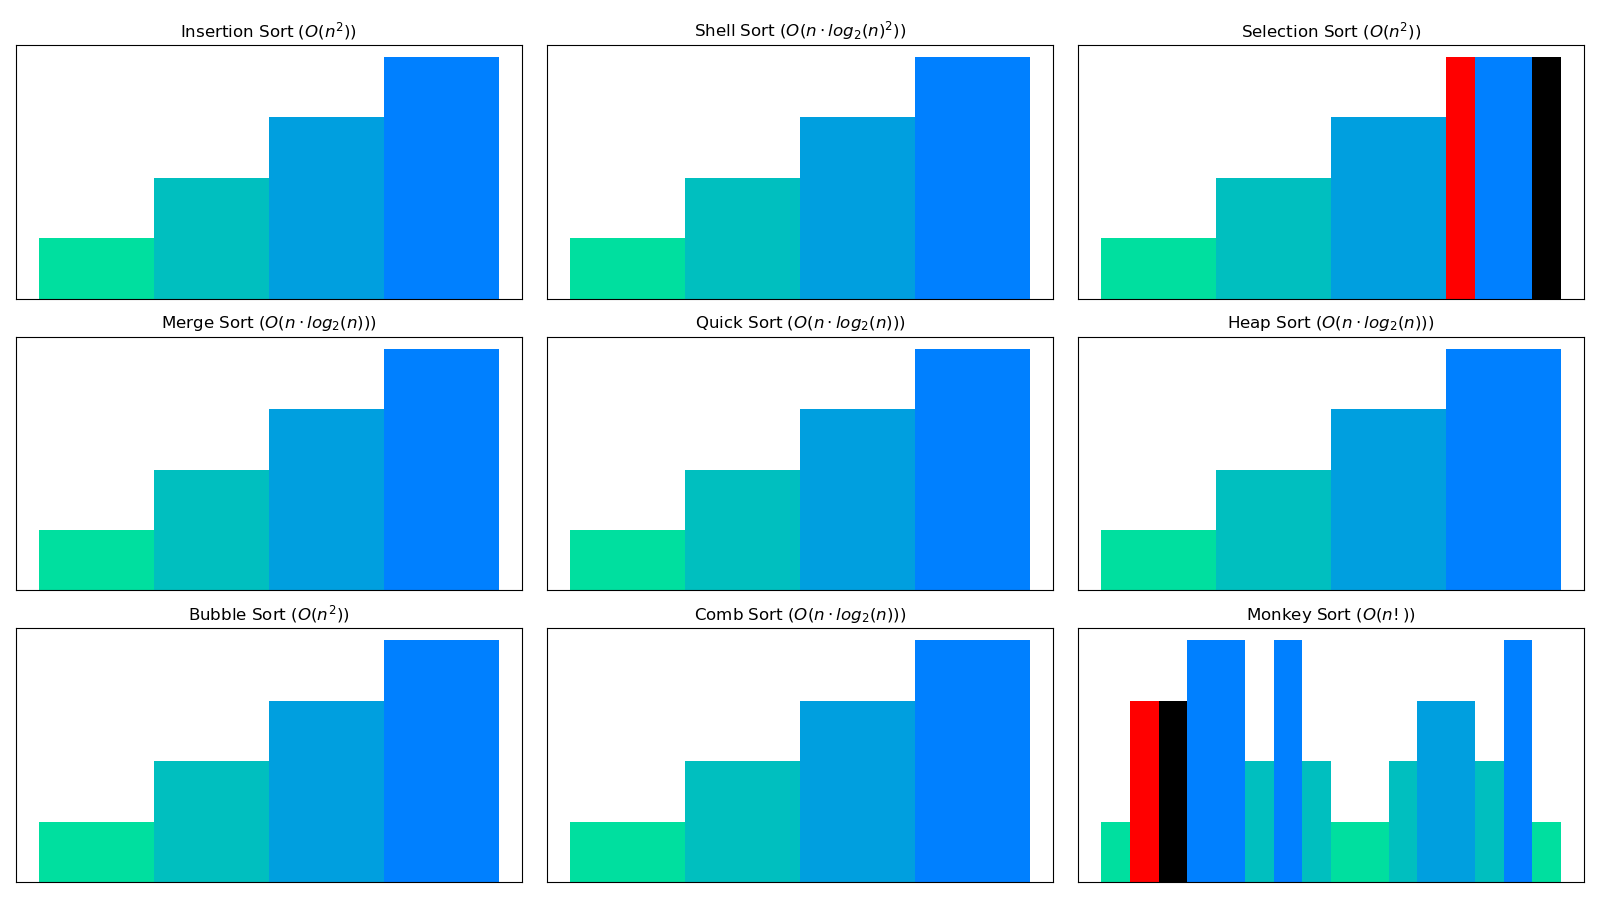 Insertion Sort (O(n²))
Shell Sort (O(n · log₂(n)²))
Selection Sort (O(n²))
Merge Sort (O(n · log₂(n)))
Quick Sort (O(n · log₂(n)))
Heap Sort (O(n · log₂(n)))
Bubble Sort (O(n²))
Comb Sort (O(n · log₂(n)))
Monkey Sort (O(n!))